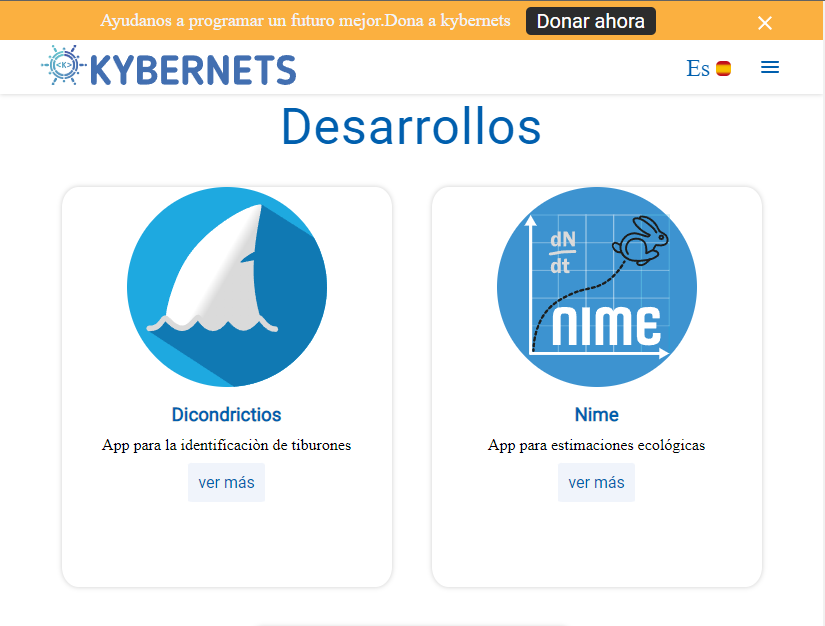 Ayudanos a programar un futuro mejor.Dona a kybernets Donar ahora
<K> KYBERNETS
Es
Desarrollos
dN
dt
NIME
Dicondrictios
App para la identificaciòn de tiburones
ver más
Nime
App para estimaciones ecológicas
ver más